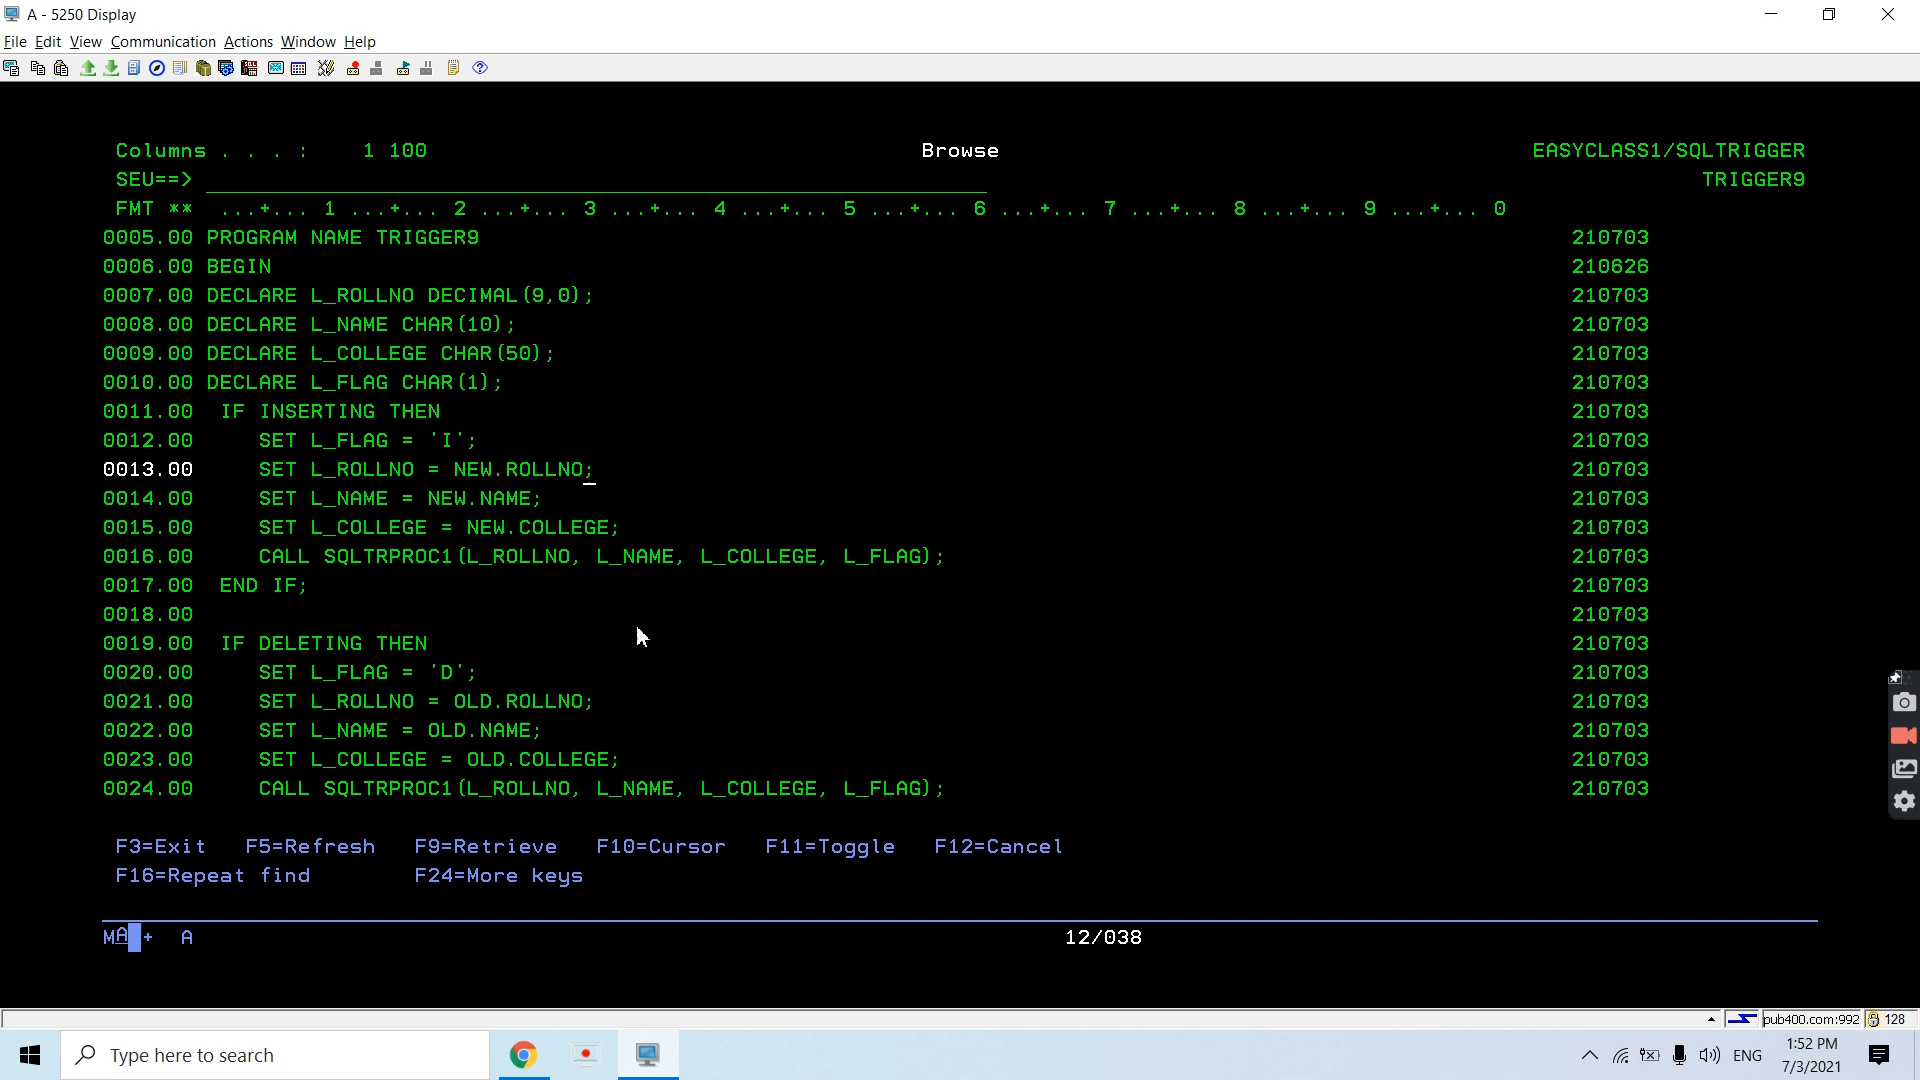 A - 5250 Display
File Edit View Communication Actions Window Help
Columns . . . : 1 100 Browse EASYCLASS1/SQLTRIGGER
SEU==> TRIGGER9
FMT ** ...+... 1 ...+... 2 ...+... 3 ...+... 4 ...+... 5 ...+... 6 ...+... 7 ...+... 8 ...+... 9 ...+... 0
0005.00 PROGRAM NAME TRIGGER9 210703
0006.00 BEGIN 210626
0007.00 DECLARE L_ROLLNO DECIMAL(9,0); 210703
0008.00 DECLARE L_NAME CHAR(10); 210703
0009.00 DECLARE L_COLLEGE CHAR(50); 210703
0010.00 DECLARE L_FLAG CHAR(1); 210703
0011.00 IF INSERTING THEN 210703
0012.00 SET L_FLAG = 'I'; 210703
0013.00 SET L_ROLLNO = NEW.ROLLNO; 210703
0014.00 SET L_NAME = NEW.NAME; 210703
0015.00 SET L_COLLEGE = NEW.COLLEGE; 210703
0016.00 CALL SQLTRPROC1(L_ROLLNO, L_NAME, L_COLLEGE, L_FLAG); 210703
0017.00 END IF; 210703
0018.00 210703
0019.00 IF DELETING THEN 210703
0020.00 SET L_FLAG = 'D'; 210703
0021.00 SET L_ROLLNO = OLD.ROLLNO; 210703
0022.00 SET L_NAME = OLD.NAME; 210703
0023.00 SET L_COLLEGE = OLD.COLLEGE; 210703
0024.00 CALL SQLTRPROC1(L_ROLLNO, L_NAME, L_COLLEGE, L_FLAG); 210703
F3=Exit F5=Refresh F9=Retrieve F10=Cursor F11=Toggle F12=Cancel
F16=Repeat find F24=More keys
MA + A 12/038
pub400.com:992 128
Type here to search ENG 1:52 PM
7/3/2021